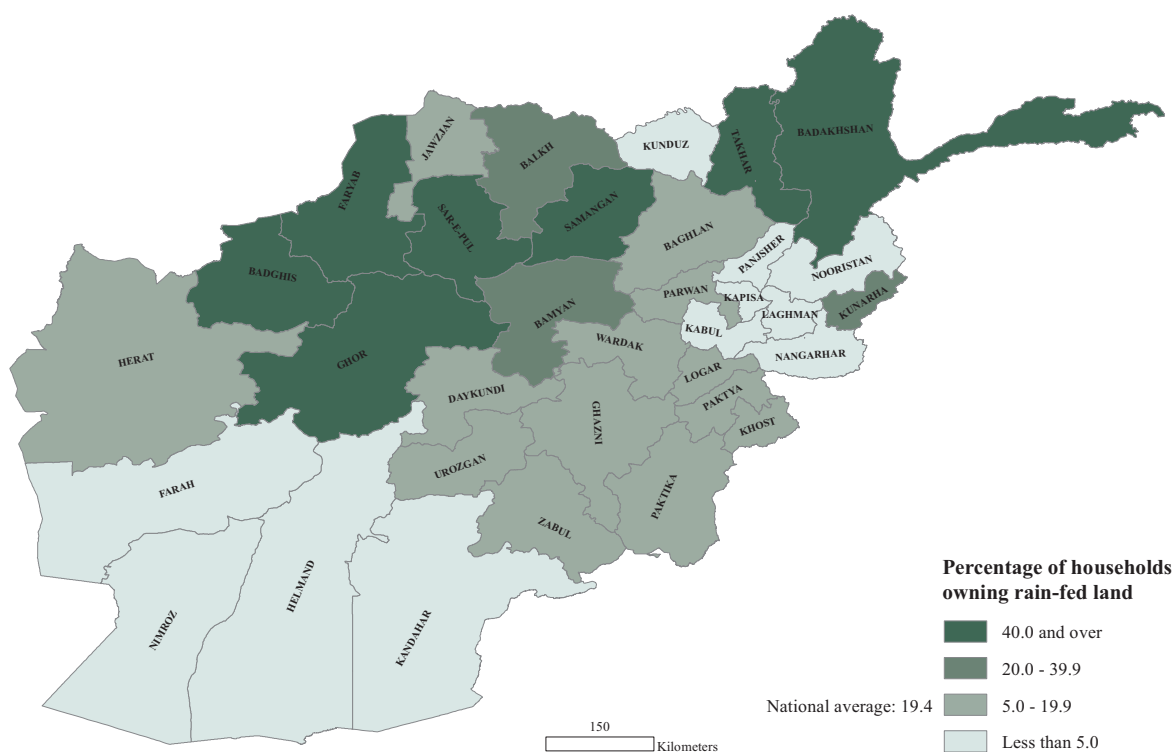 BADAKHSHAN
TAKHAR
KUNDUZ
BALKH
JAWZJAN
FARYAB
SAR-E-PUL
SAMANGAN
BAGHLAN
PANJSHER
NOORISTAN
BADGHIS
PARWAN
KAPISA
KUNARHA
BAMYAN
LAGHMAN
KABUL
WARDAK
NANGARHAR
HERAT
GHOR
LOGAR
DAYKUNDI
PAKTYA
GHAZNI
KHOST
UROZGAN
FARAH
PAKTIKA
ZABUL
HELMAND
NIMROZ
KANDAHAR
Percentage of households
owning rain-fed land
40.0 and over
20.0 - 39.9
National average: 19.4
5.0 - 19.9
Less than 5.0
150
Kilometers